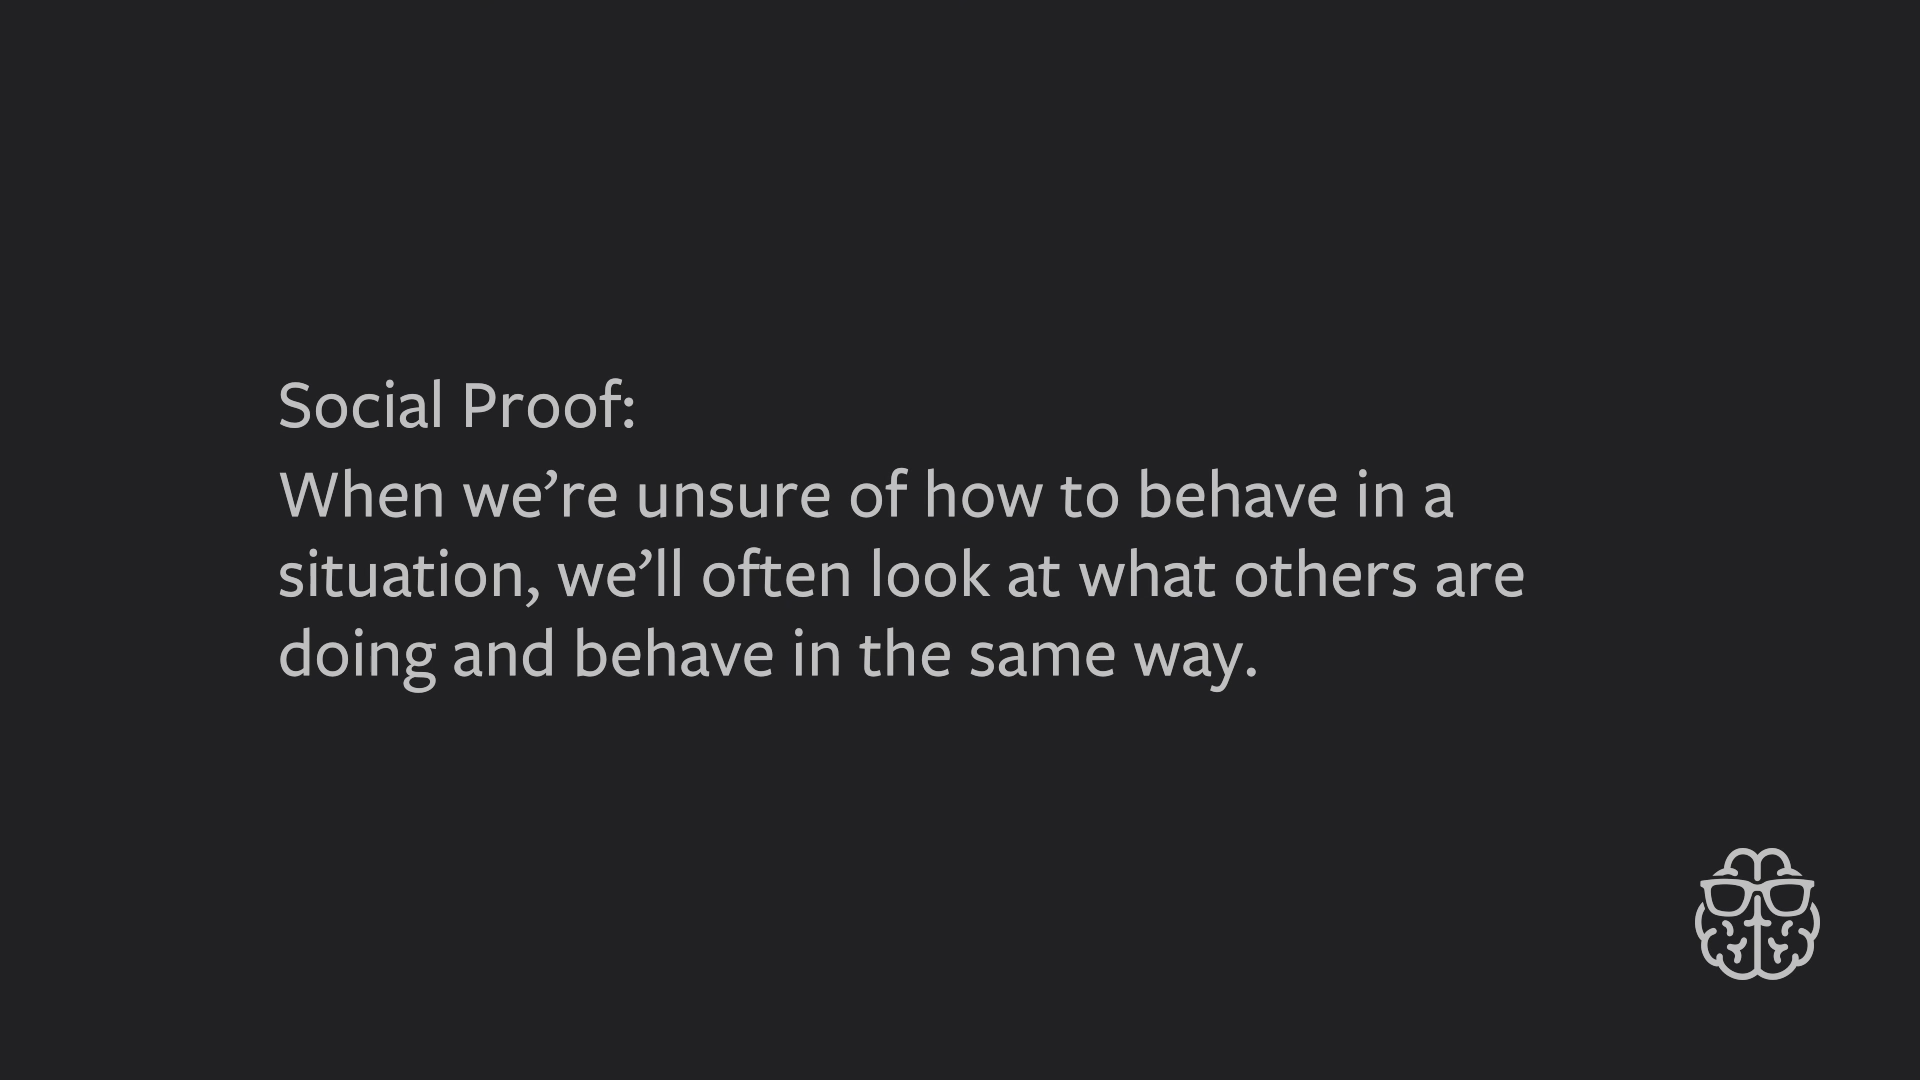 Social Proof:
When we’re unsure of how to behave in a
situation, we’ll often look at what others are
doing and behave in the same way.